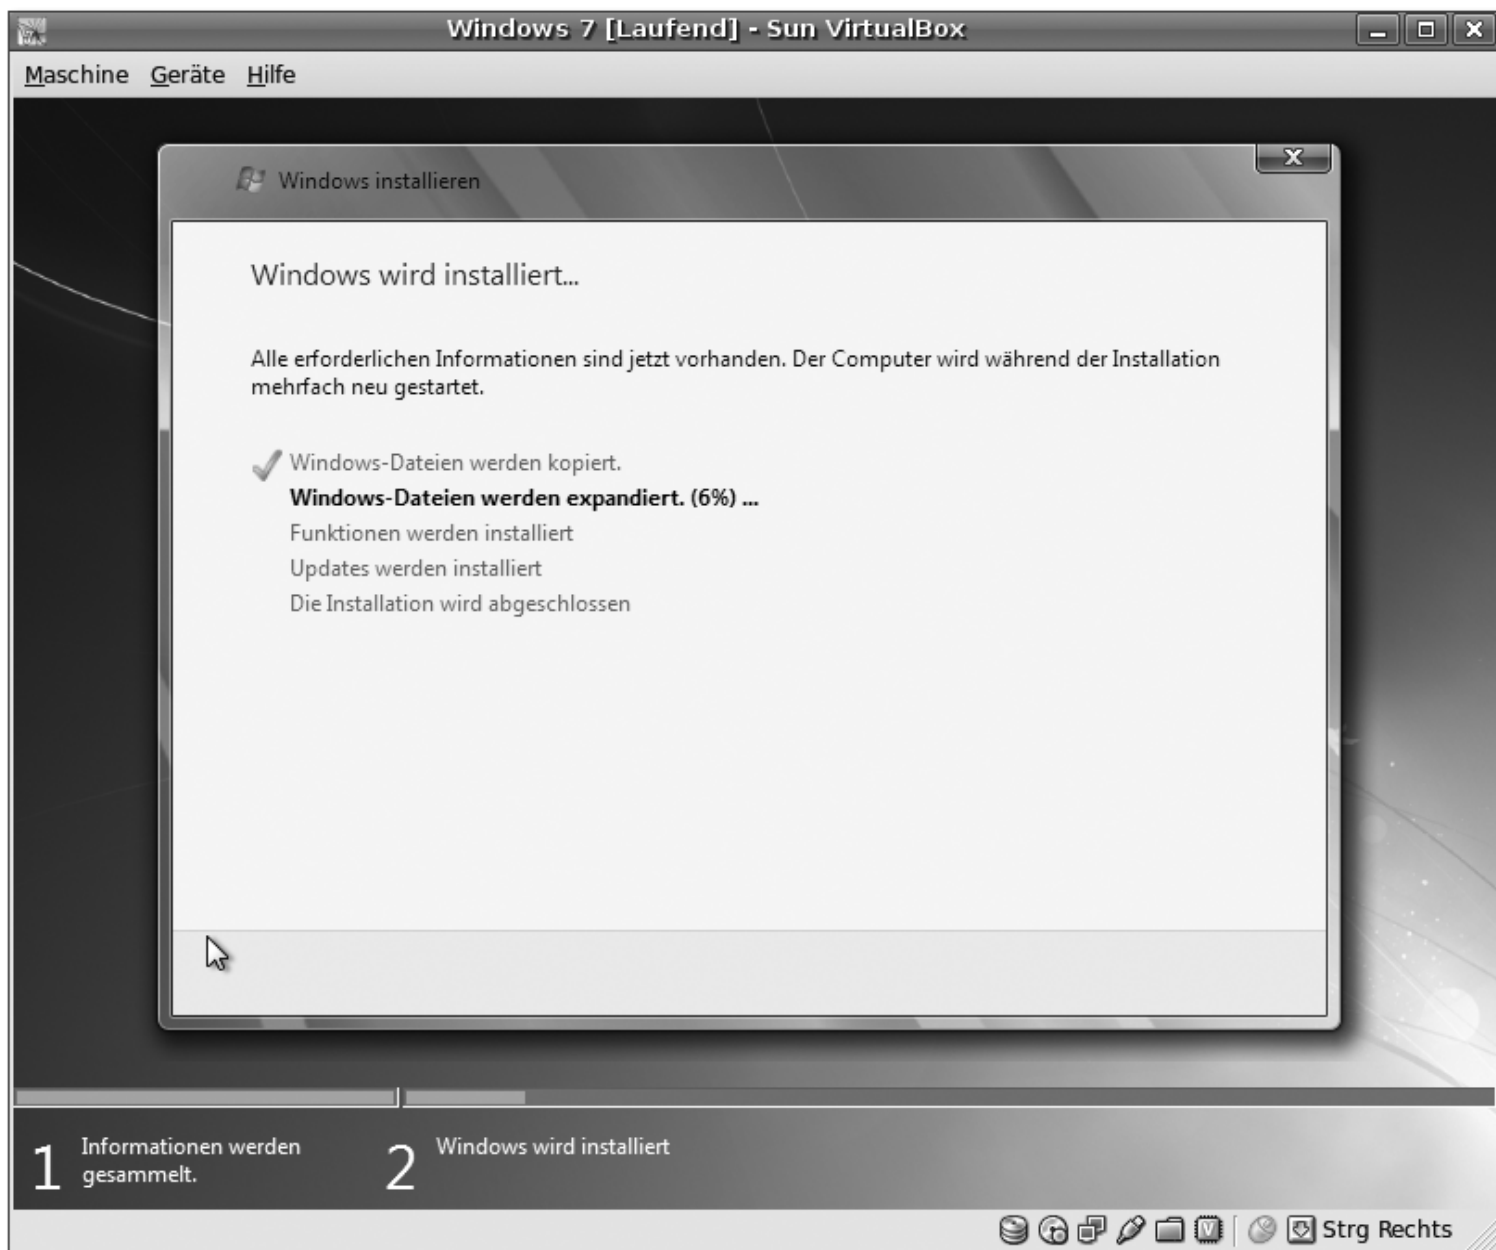 Windows 7 [Laufend] - Sun VirtualBox
Maschine Geräte Hilfe
Windows installieren
X
Windows wird installiert...
Alle erforderlichen Informationen sind jetzt vorhanden. Der Computer wird während der Installation
mehrfach neu gestartet.
Windows-Dateien werden kopiert.
Windows-Dateien werden expandiert. (6%) ...
Funktionen werden installiert
Updates werden installiert
Die Installation wird abgeschlossen
1 Informationen werden
gesammelt.
2 Windows wird installiert
V
Strg Rechts